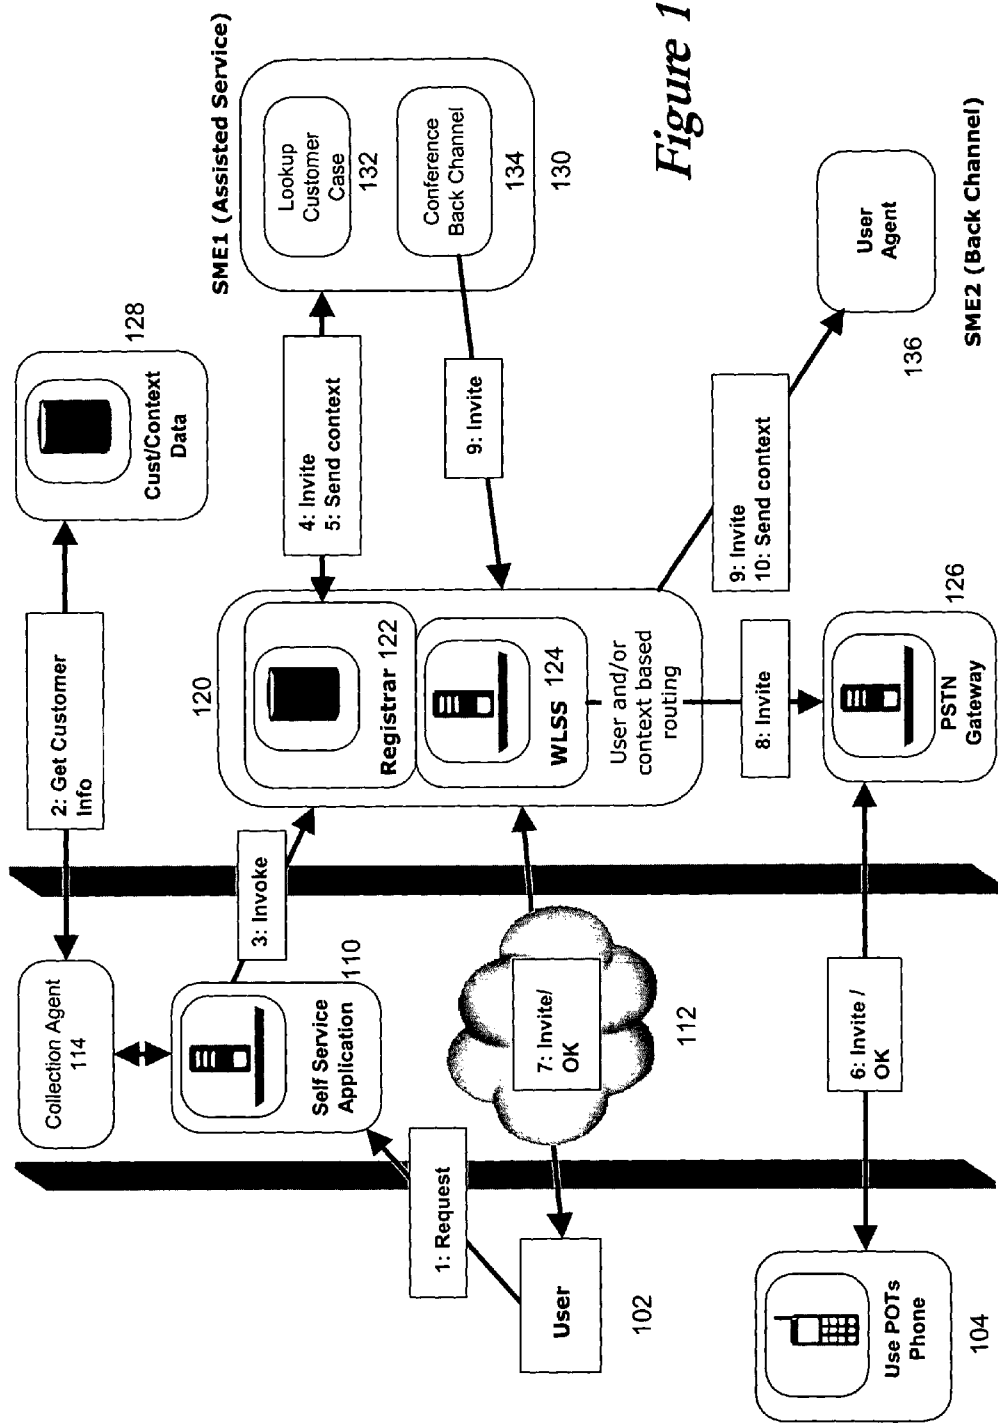 Figure 1
SME1 (Assisted Service)
Lookup
Customer
Case
132
Conference
Back Channel
134
130
128
Cust/Context
Data
2: Get Customer
Info
4: Invite
5: Send context
9: Invite
User
Agent
136
SME2 (Back Channel)
9: Invite
10: Send context
120
Registrar 122
WLSS 124
User and/or
context based
routing
8: Invite
126
PSTN
Gateway
Collection Agent
114
3: Invoke
110
Self Service
Application
7: Invite/
OK
112
6: Invite /
OK
1: Request
User
102
Use POTs
Phone
104